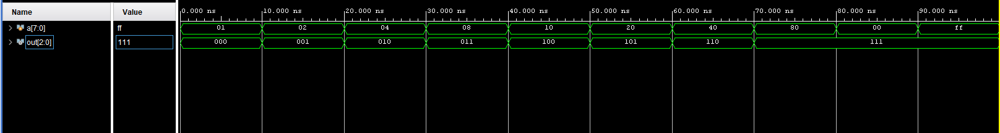 Name Value 0.000 ns 10.000 ns 20.000 ns 30.000 ns 40.000 ns 50.000 ns 60.000 ns 70.000 ns 80.000 ns 90.000 ns
a[7:0] ff 01 02 04 08 10 20 40 80 00 ff
out[2:0] 111 000 001 010 011 100 101 110 111